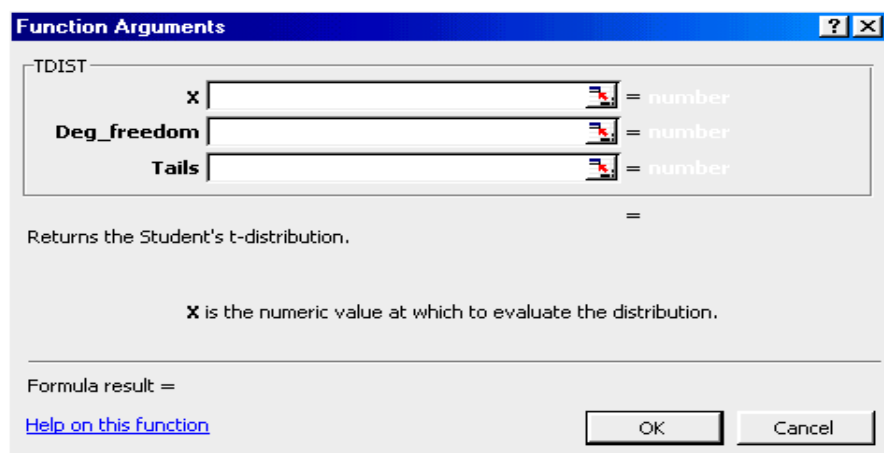 Function Arguments
TDIST
X = number
Deg_freedom = number
Tails = number
=
Returns the Student's t-distribution.
X is the numeric value at which to evaluate the distribution.
Formula result =
Help on this function
OK Cancel